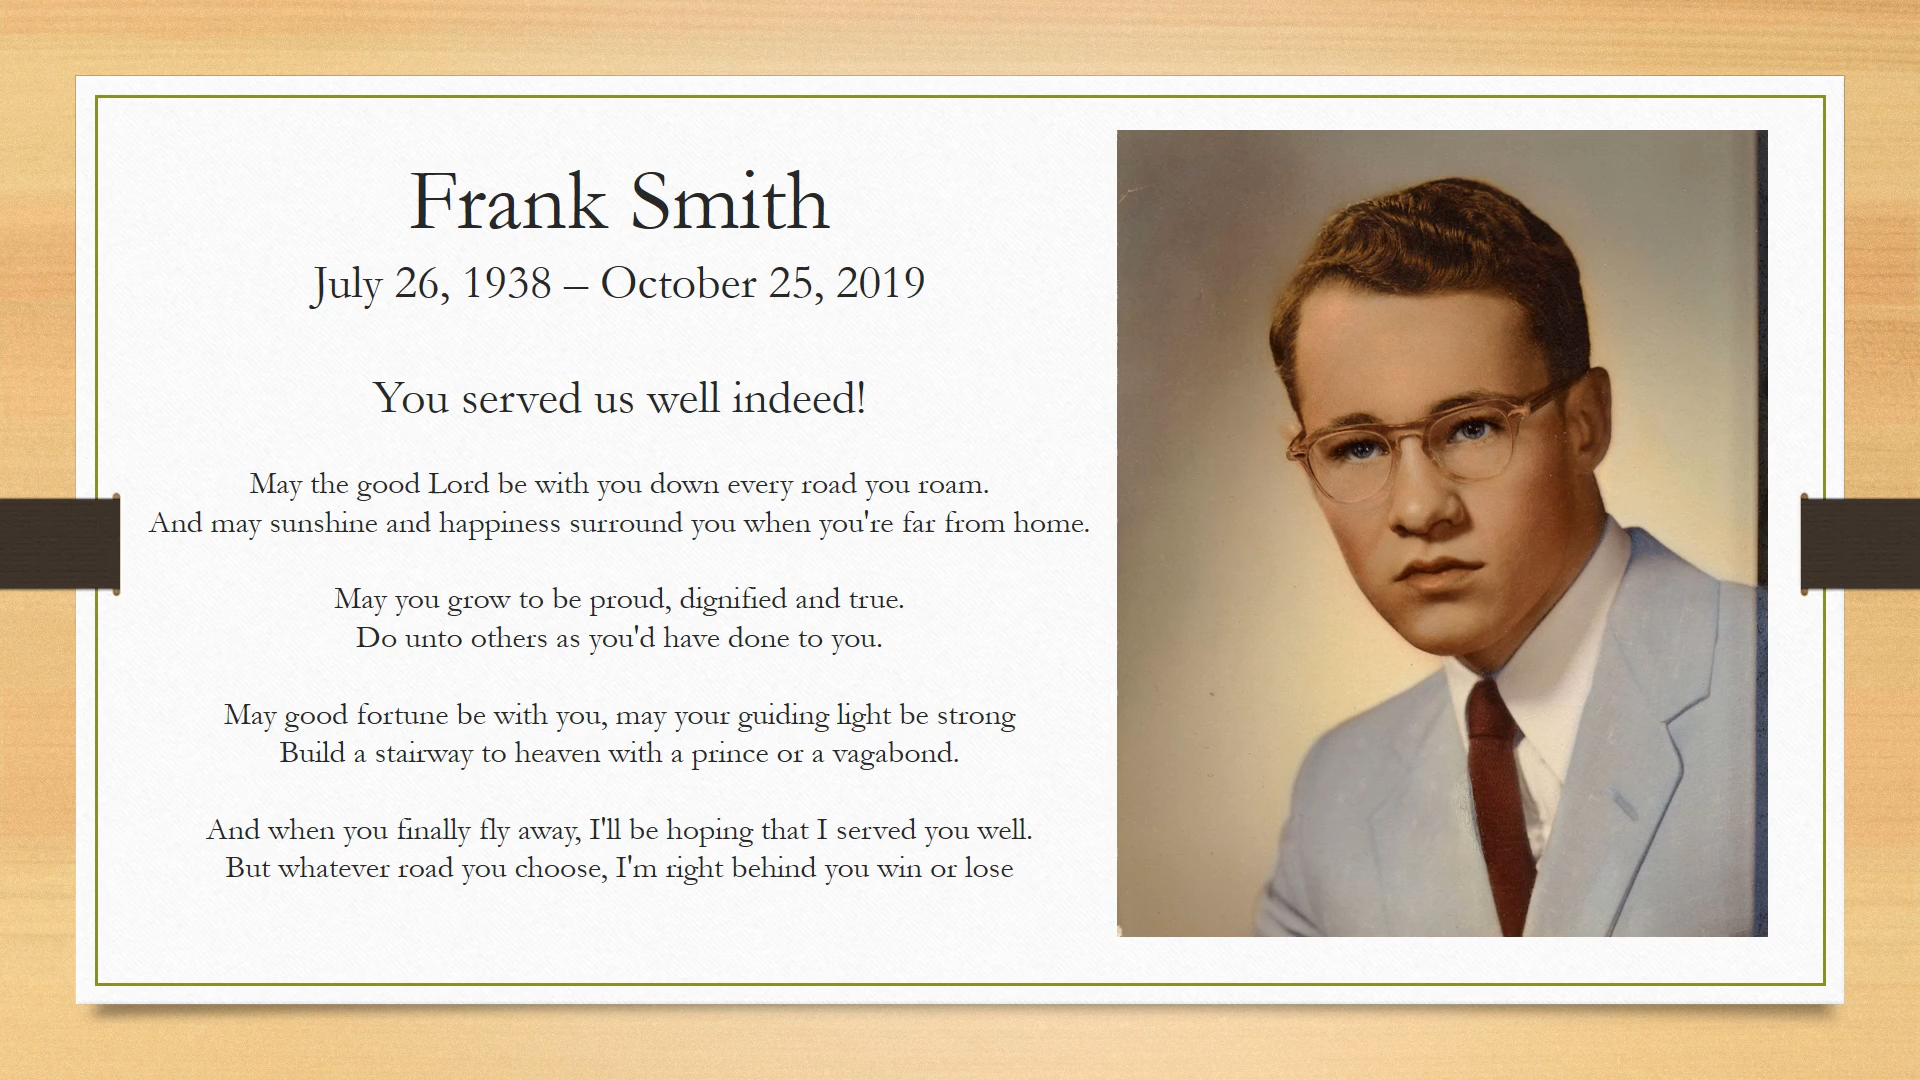 Frank Smith
July 26, 1938 – October 25, 2019
You served us well indeed!
May the good Lord be with you down every road you roam.
And may sunshine and happiness surround you when you're far from home.
May you grow to be proud, dignified and true.
Do unto others as you'd have done to you.
May good fortune be with you, may your guiding light be strong
Build a stairway to heaven with a prince or a vagabond.
And when you finally fly away, I'll be hoping that I served you well.
But whatever road you choose, I'm right behind you win or lose